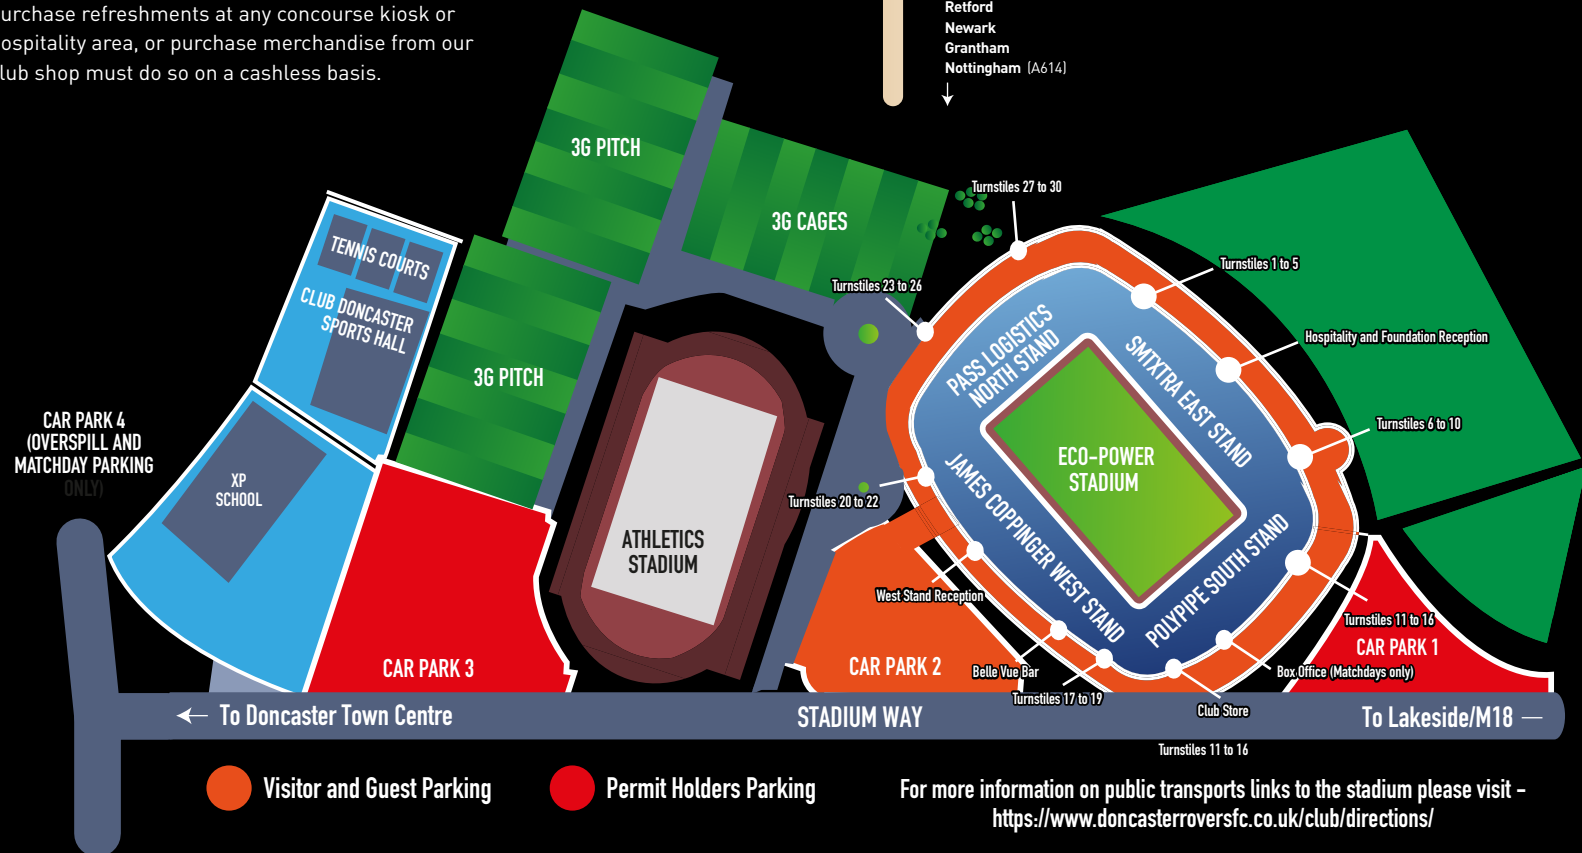 urchase refreshments at any concourse kiosk or
ospitality area, or purchase merchandise from our
lub shop must do so on a cashless basis.
Retford
Newark
Grantham
Nottingham (A614)
3G PITCH
3G CAGES
Turnstiles 27 to 30
Turnstiles 23 to 26
Turnstiles 1 to 5
TENNIS COURTS
CLUB DONCASTER
SPORTS HALL
3G PITCH
PASS LOGISTICS
NORTH STAND
SMTXTRA EAST STAND
Hospitality and Foundation Reception
Turnstiles 6 to 10
CAR PARK 4
(OVERSPILL AND
MATCHDAY PARKING
ONLY)
XP
SCHOOL
ECO-POWER
STADIUM
JAMES COPPINGER WEST STAND
Turnstiles 20 to 22
ATHLETICS
STADIUM
POLYPIPE SOUTH STAND
West Stand Reception
Turnstiles 11 to 16
CAR PARK 1
CAR PARK 3
CAR PARK 2
Belle Vue Bar
Box Office (Matchdays only)
Turnstiles 17 to 19
Club Store
To Doncaster Town Centre
STADIUM WAY
To Lakeside/M18
Turnstiles 11 to 16
Visitor and Guest Parking
Permit Holders Parking
For more information on public transports links to the stadium please visit -
https://www.doncasterroversfc.co.uk/club/directions/